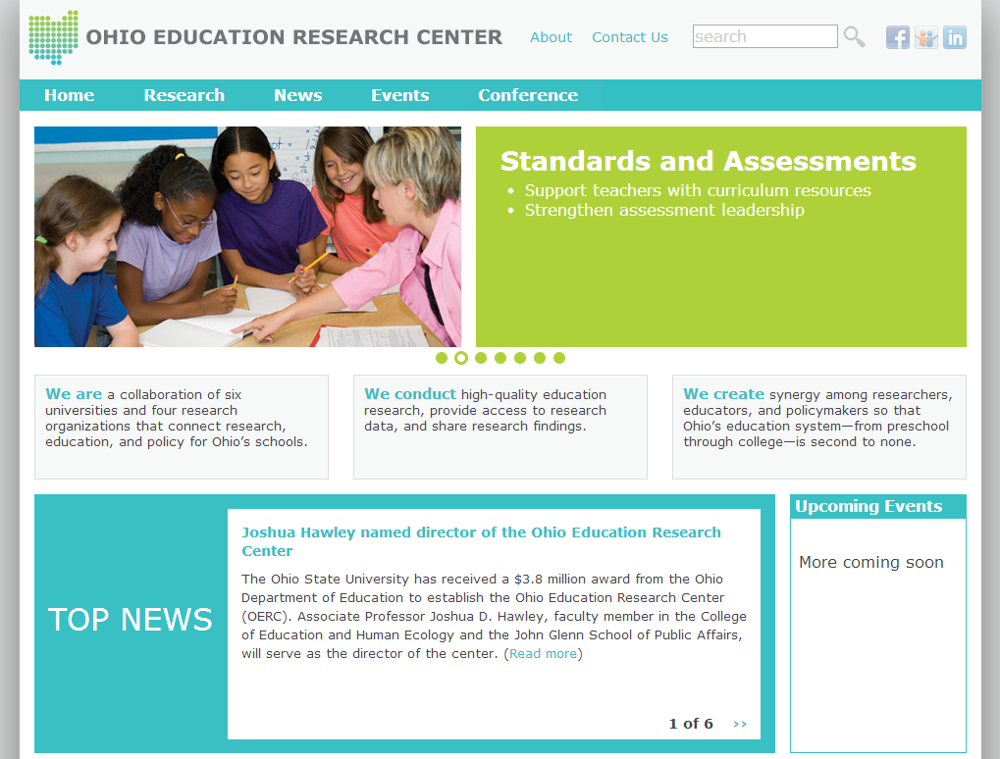 OHIO EDUCATION RESEARCH CENTER
About
Contact Us
search
Home
Research
News
Events
Conference
Standards and Assessments
• Support teachers with curriculum resources
• Strengthen assessment leadership
We are a collaboration of six
universities and four research
organizations that connect research,
education, and policy for Ohio’s schools.
We conduct high-quality education
research, provide access to research
data, and share research findings.
We create synergy among researchers,
educators, and policymakers so that
Ohio’s education system—from preschool
through college—is second to none.
TOP NEWS
Joshua Hawley named director of the Ohio Education Research
Center
The Ohio State University has received a $3.8 million award from the Ohio
Department of Education to establish the Ohio Education Research Center
(OERC). Associate Professor Joshua D. Hawley, faculty member in the College
of Education and Human Ecology and the John Glenn School of Public Affairs,
will serve as the director of the center. (Read more)
1 of 6 >>
Upcoming Events
More coming soon